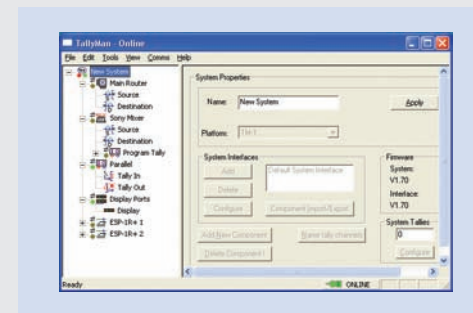 TallyMan - Online
File Edit Tools View Comms Help
New System
Main Router
Source
Destination
Sony Mixer
Source
Destination
Program Tally
Parallel
Tally In
Tally Out
Display Ports
Display
ESP-1R+ 1
ESP-1R+ 2
System Properties
Name: New System
Apply
Platform:
System Interfaces
Add
Delete
Configure
Default System Interface
Component Import/Export
Firmware
System:
V1.70
Interface:
V1.70
System Tallies
0
Configure
Add New Component
Name tally channels
Delete Component
Ready
ONLINE